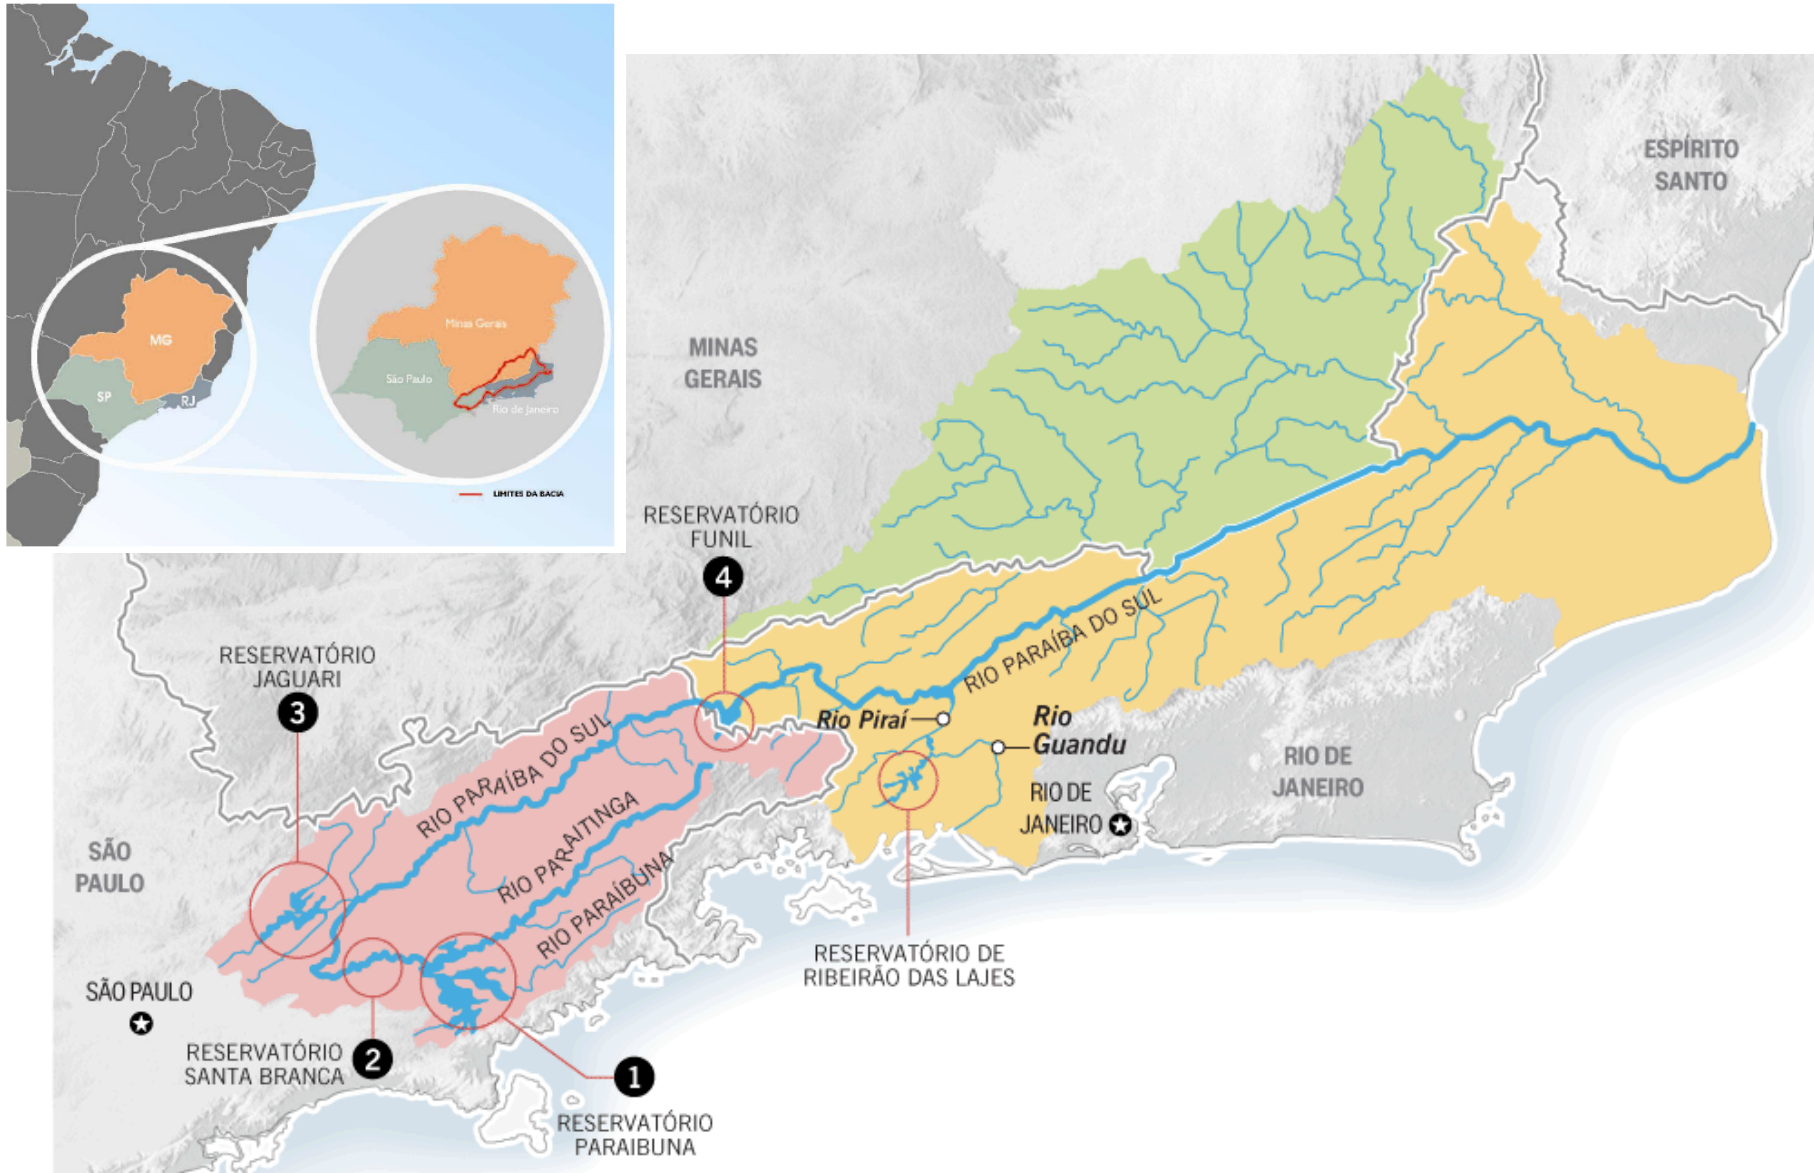 MG
SP
RJ
Minas Gerais
São Paulo
Rio de Janeiro
LIMITES DA BACIA
ESPÍRITO
SANTO
MINAS
GERAIS
RESERVATÓRIO
FUNIL
4
RESERVATÓRIO
JAGUARI
3
RIO PARAÍBA DO SUL
RIO PARAÍBA DO SUL
Rio Piraí
Rio
Guandu
RIO DE
JANEIRO
RIO DE
JANEIRO
RIO PARAITINGA
RIO PARAÍBUNA
SÃO
PAULO
SÃO PAULO
RESERVATÓRIO DE
RIBEIRÃO DAS LAJES
RESERVATÓRIO
SANTA BRANCA
2
1
RESERVATÓRIO
PARAIBUNA